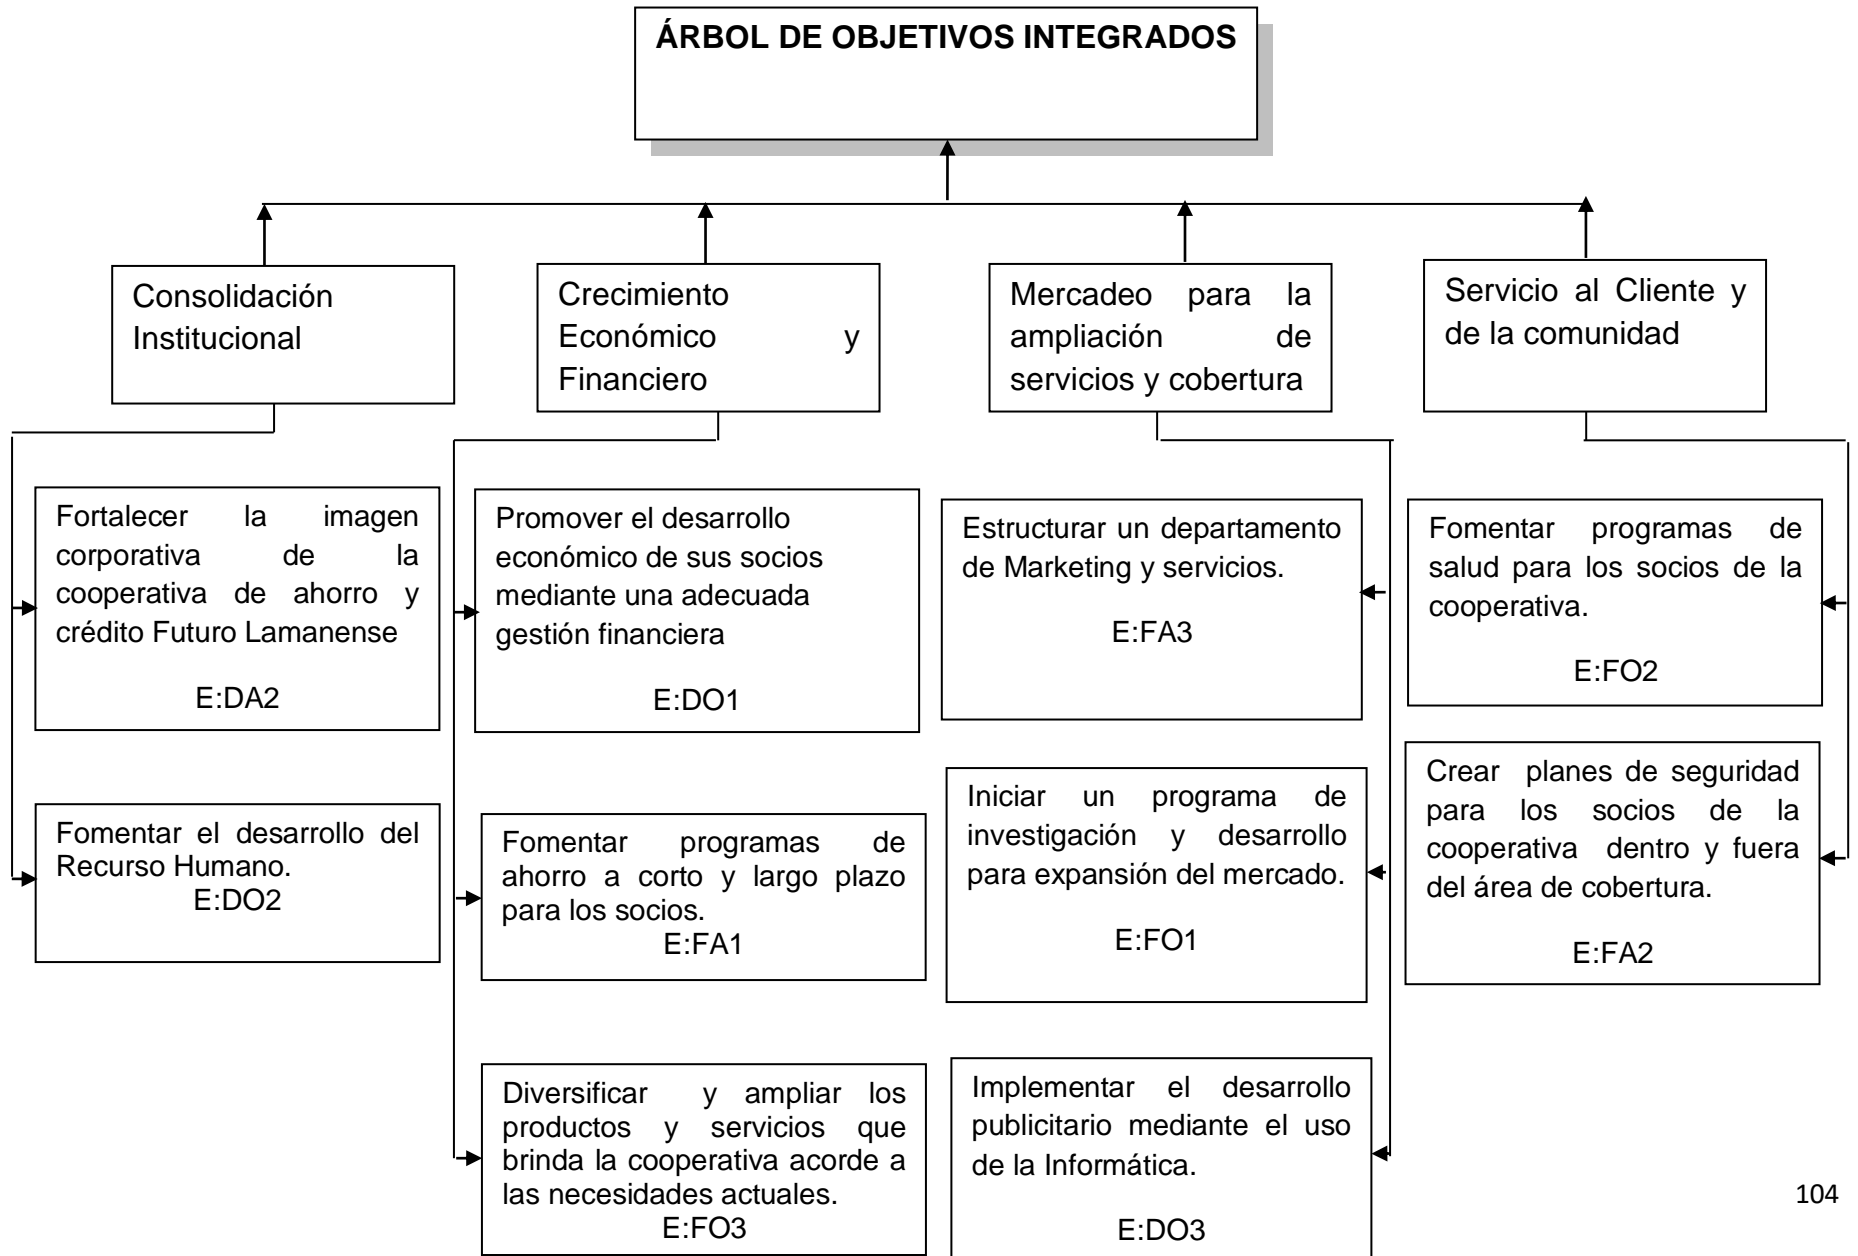 ÁRBOL DE OBJETIVOS INTEGRADOS
Consolidación
Institucional
Crecimiento
Económico y
Financiero
Mercadeo para la
ampliación de
servicios y cobertura
Servicio al Cliente y
de la comunidad
Fortalecer la imagen
corporativa de la
cooperativa de ahorro y
crédito Futuro Lamanense
E:DA2
Promover el desarrollo
económico de sus socios
mediante una adecuada
gestión financiera
E:DO1
Estructurar un departamento
de Marketing y servicios.
E:FA3
Fomentar programas de
salud para los socios de la
cooperativa.
E:FO2
Fomentar el desarrollo del
Recurso Humano.
E:DO2
Fomentar programas de
ahorro a corto y largo plazo
para los socios.
E:FA1
Iniciar un programa de
investigación y desarrollo
para expansión del mercado.
E:FO1
Crear planes de seguridad
para los socios de la
cooperativa dentro y fuera
del área de cobertura.
E:FA2
Diversificar y ampliar los
productos y servicios que
brinda la cooperativa acorde a
las necesidades actuales.
E:FO3
Implementar el desarrollo
publicitario mediante el uso
de la Informática.
E:DO3
104